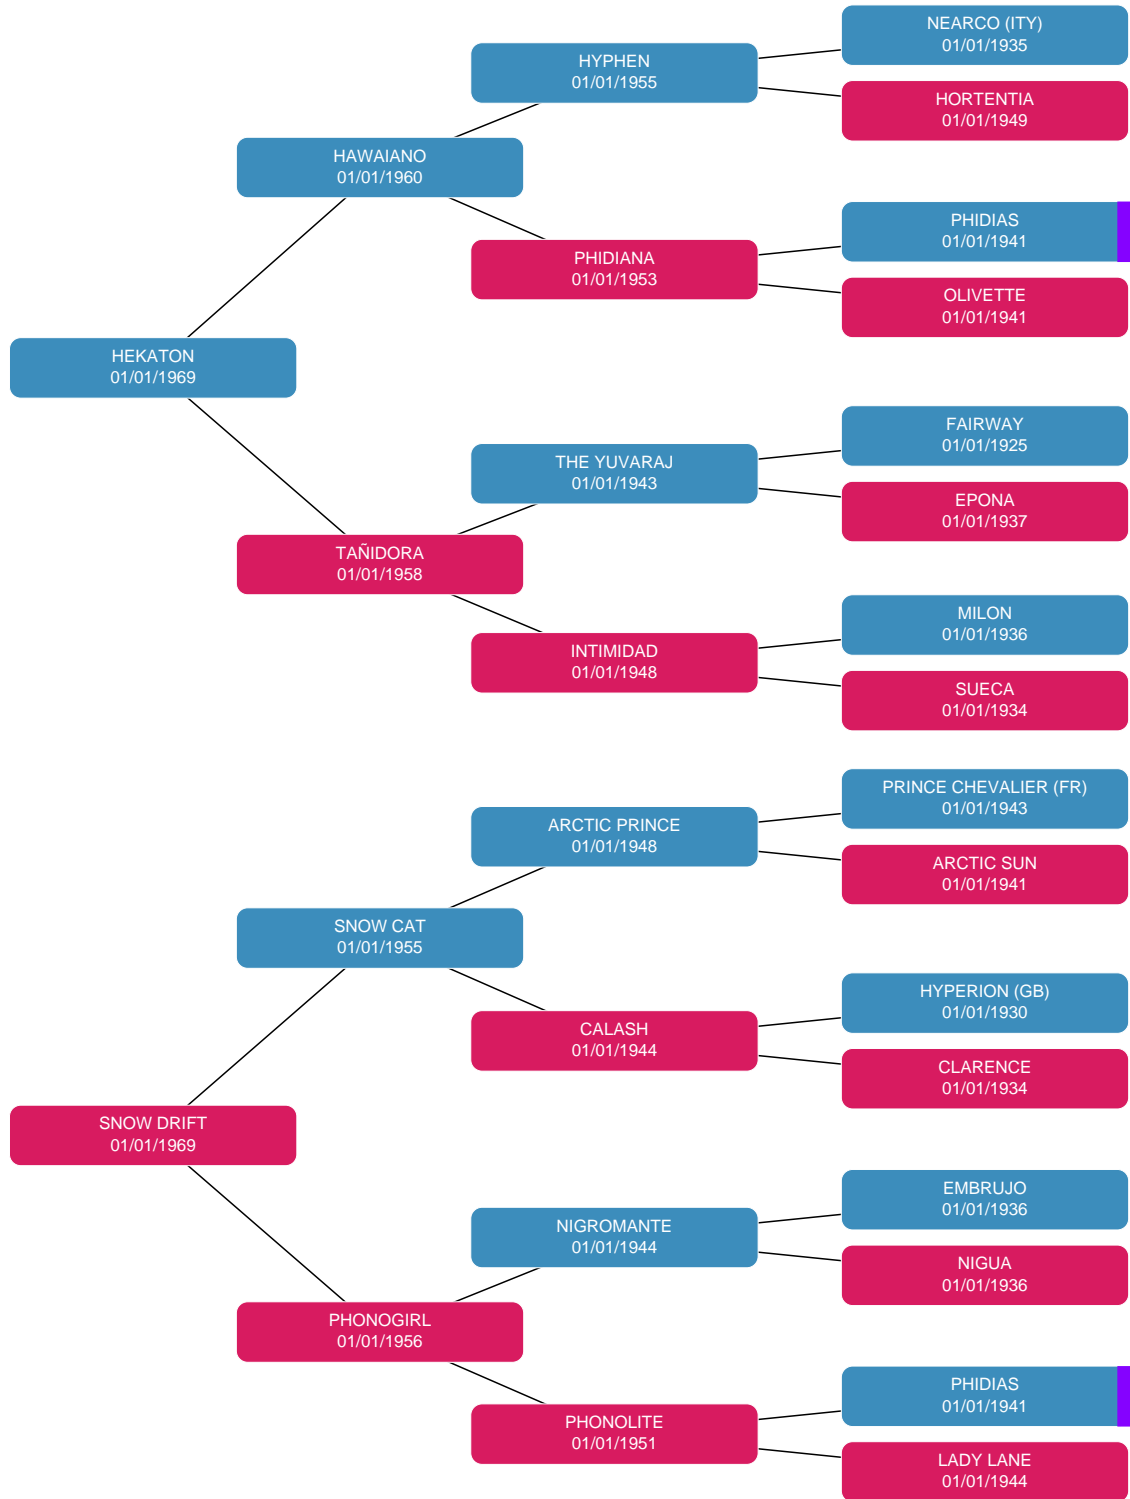 NEARCO (ITY)
01/01/1935
HYPHEN
01/01/1955
HORTENTIA
01/01/1949
HAWAIANO
01/01/1960
PHIDIAS
01/01/1941
PHIDIANA
01/01/1953
OLIVETTE
01/01/1941
HEKATON
01/01/1969
FAIRWAY
01/01/1925
THE YUVARAJ
01/01/1943
EPONA
01/01/1937
TAÑIDORA
01/01/1958
MILON
01/01/1936
INTIMIDAD
01/01/1948
SUECA
01/01/1934
PRINCE CHEVALIER (FR)
01/01/1943
ARCTIC PRINCE
01/01/1948
ARCTIC SUN
01/01/1941
SNOW CAT
01/01/1955
HYPERION (GB)
01/01/1930
CALASH
01/01/1944
CLARENCE
01/01/1934
SNOW DRIFT
01/01/1969
EMBRUJO
01/01/1936
NIGROMANTE
01/01/1944
NIGUA
01/01/1936
PHONOGIRL
01/01/1956
PHIDIAS
01/01/1941
PHONOLITE
01/01/1951
LADY LANE
01/01/1944